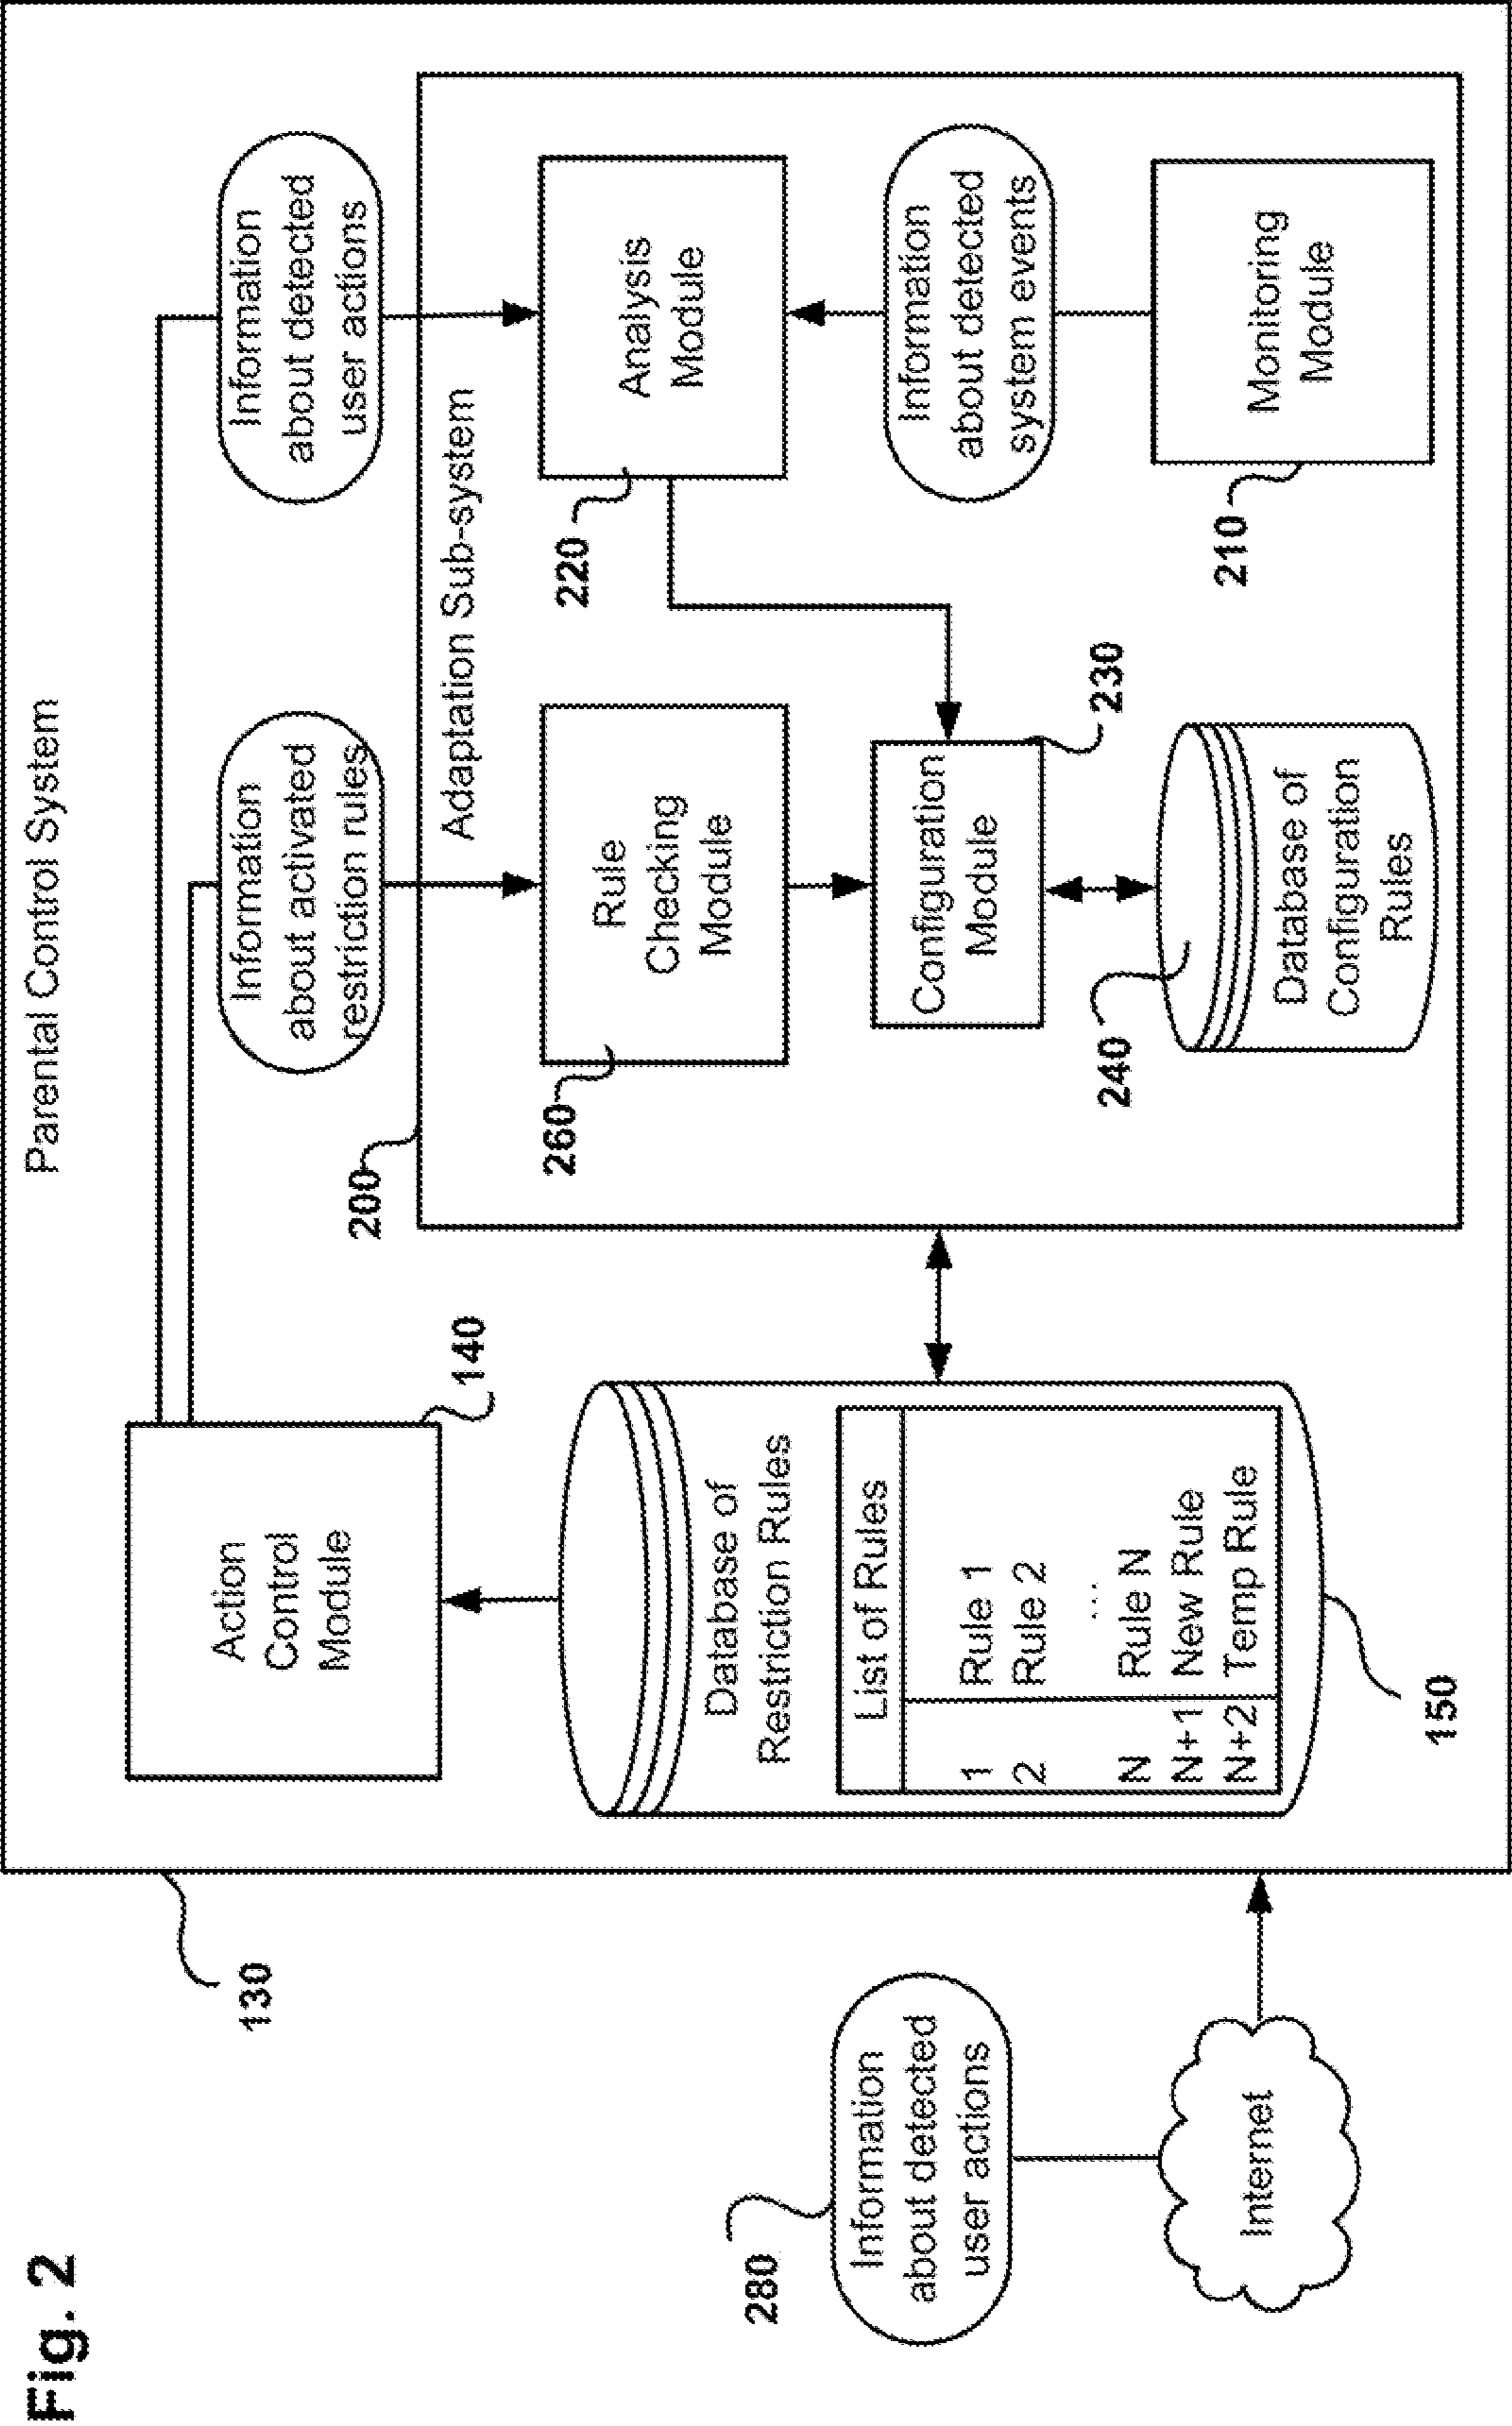 Fig. 2
Parental Control System
130
Action
Control
Module
140
Information
about activated
restriction rules
Information
about detected
user actions
200
Adaptation Sub-system
260
Rule
Checking
Module
220
Analysis
Module
Database of
Restriction Rules
List of Rules
1 Rule 1
2 Rule 2
...
N Rule N
N+1 New Rule
N+2 Temp Rule
150
Configuration
Module
230
240
Database of
Configuration
Rules
Information
about detected
system events
210
Monitoring
Module
280
Information
about detected
user actions
Internet